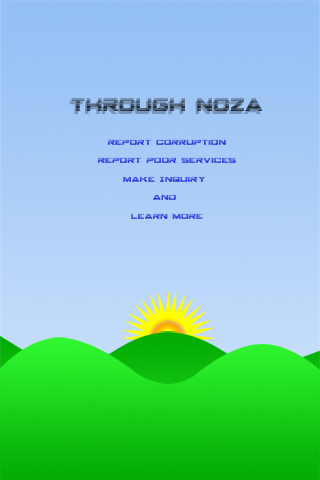 THROUGH NOZA
REPORT CORRUPTION
REPORT POOR SERVICES
MAKE INQUIRY
AND
LEARN MORE